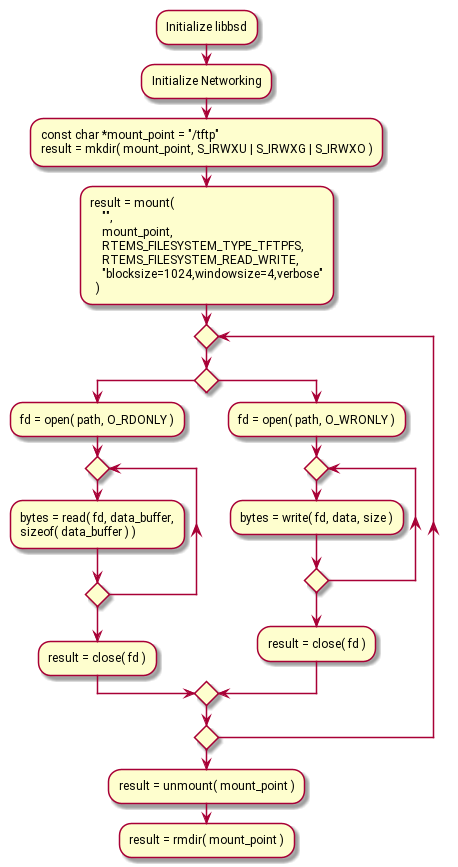 Initialize libbsd
Initialize Networking
const char *mount_point = "/tftp"
result = mkdir( mount_point, S_IRWXU | S_IRWXG | S_IRWXO )
result = mount(
"",
mount_point,
RTEMS_FILESYSTEM_TYPE_TFTPFS,
RTEMS_FILESYSTEM_READ_WRITE,
"blocksize=1024,windowsize=4,verbose"
)
fd = open( path, O_RDONLY )
bytes = read( fd, data_buffer,
sizeof( data_buffer ) )
result = close( fd )
fd = open( path, O_WRONLY )
bytes = write( fd, data, size )
result = close( fd )
result = unmount( mount_point )
result = rmdir( mount_point )